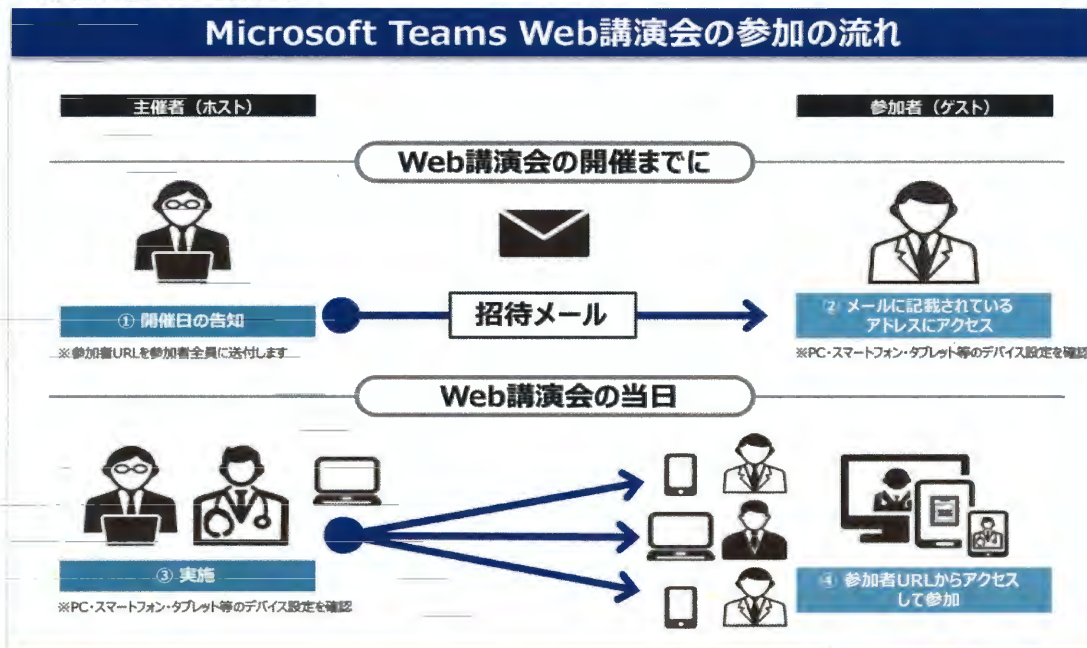 Microsoft Teams Web講演会の参加の流れ
主催者（ホスト）
参加者（ゲスト）
Web講演会の開催までに
① 開催日の告知
招待メール
② メールに記載されている
アドレスにアクセス
※参加者URLを参加者全員に送付します
※PC・スマートフォン・タブレット等のデバイス設定を確認
Web講演会の当日
③ 実施
④ 参加者URLからアクセス
して参加
※PC・スマートフォン・タブレット等のデバイス設定を確認